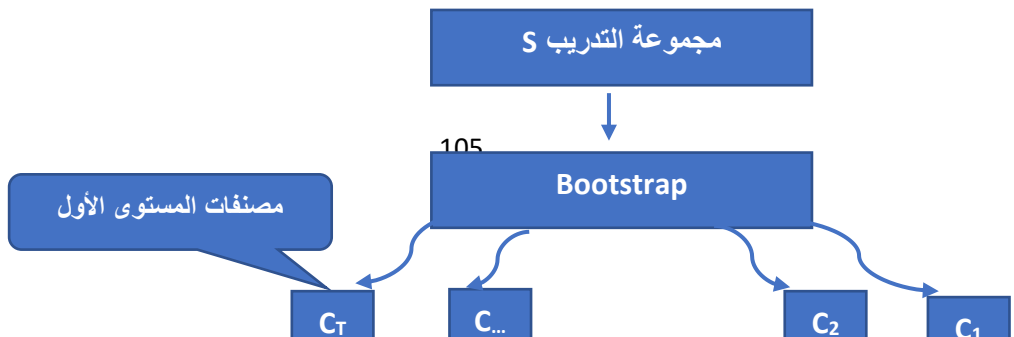 مجموعة التدريب S
105
Bootstrap
مصنفات المستوى الأول
C1
C2
C...
CT